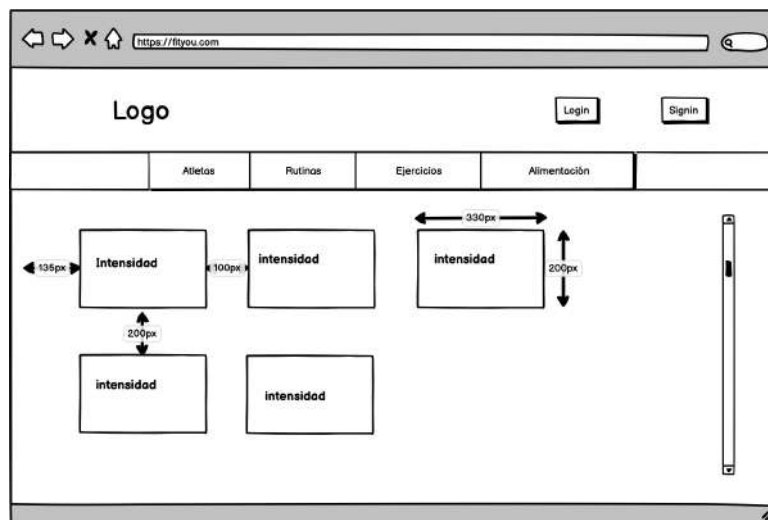 https://fityou.com
Logo
Login
Signin
Atletas
Rutinas
Ejercicios
Alimentación
330px
135px
Intensidad
100px
intensidad
intensidad
200px
200px
intensidad
intensidad